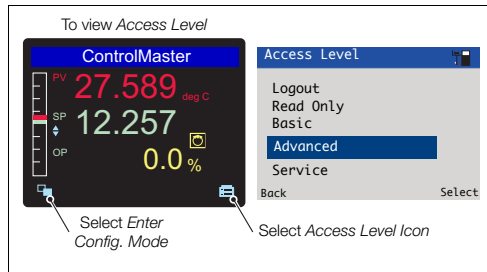 To view Access Level
ControlMaster
PV 27.589 deg C
SP 12.257
OP 0.0 %
Select Enter
Config. Mode
Access Level
Logout
Read Only
Basic
Advanced
Service
Back Select
Select Access Level Icon